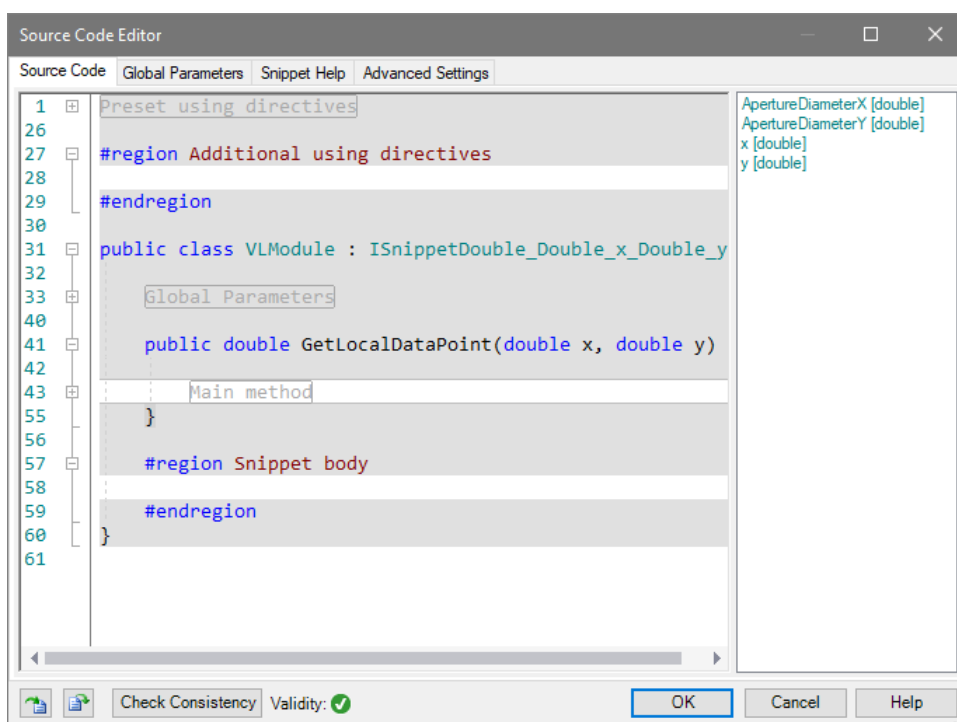 Source Code Editor
Source Code Global Parameters Snippet Help Advanced Settings
1 Preset using directives
26
27 #region Additional using directives
28
29 #endregion
30
31 public class VLModule : ISnippetDouble_Double_x_Double_y
32
33 Global Parameters
40
41 public double GetLocalDataPoint(double x, double y)
42
43 Main method
55 }
56
57 #region Snippet body
58
59 #endregion
60 }
61
ApertureDiameterX [double]
ApertureDiameterY [double]
x [double]
y [double]
Check Consistency Validity: OK Cancel Help